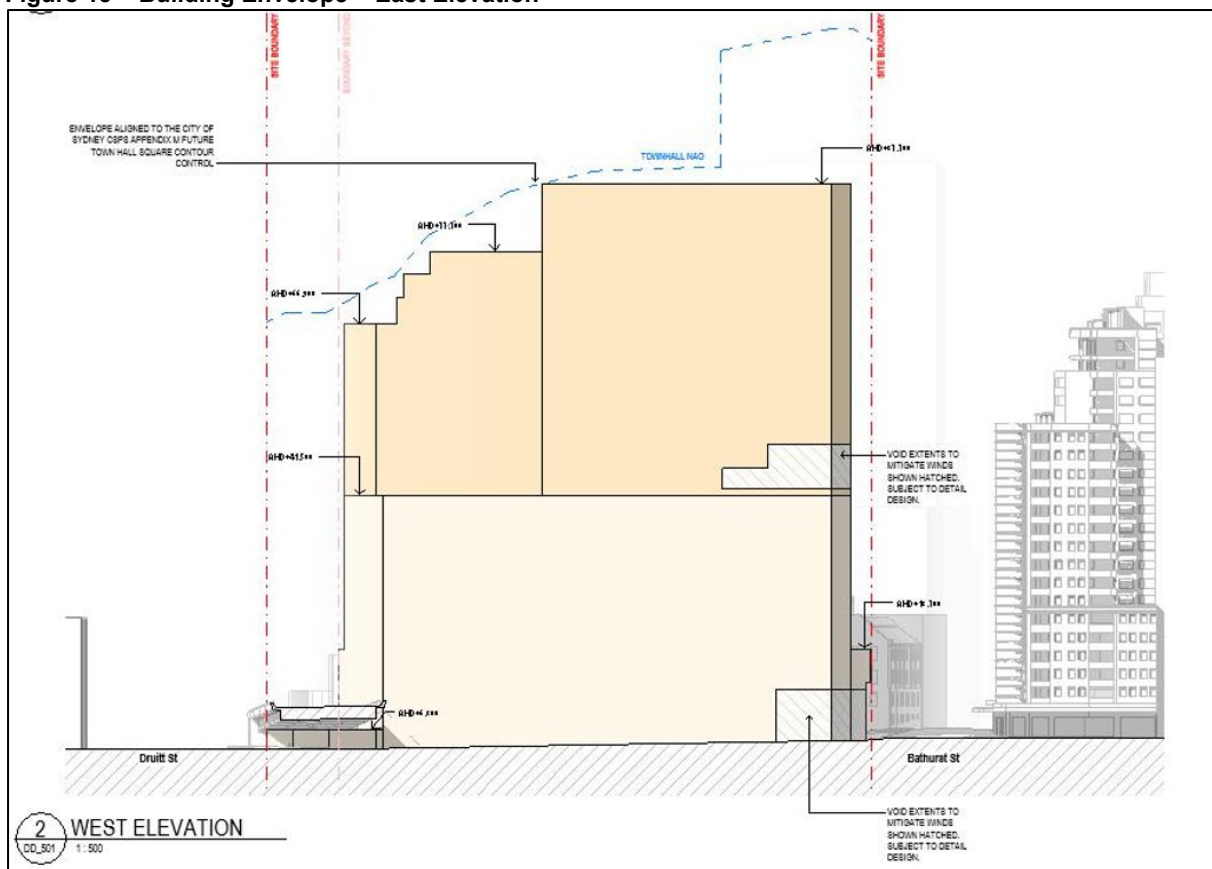 Figure 15 – Building Envelope – East Elevation
SITE BOUNDARY
BOUNDARY BEYOND
SITE BOUNDARY
ENVELOPE ALIGNED TO THE CITY OF
SYDNEY CSPS APPENDIX M FUTURE
TOWN HALL SQUARE CONTOUR
CONTROL
TOWNHALL NAC
VOID EXTENTS TO
MITIGATE WINDS
SHOWN HATCHED.
SUBJECT TO DETAIL
DESIGN.
Druitt St
Bathurst St
VOID EXTENTS TO
MITIGATE WINDS
SHOWN HATCHED.
SUBJECT TO DETAIL
DESIGN.
2
WEST ELEVATION
DD_501
1 : 500